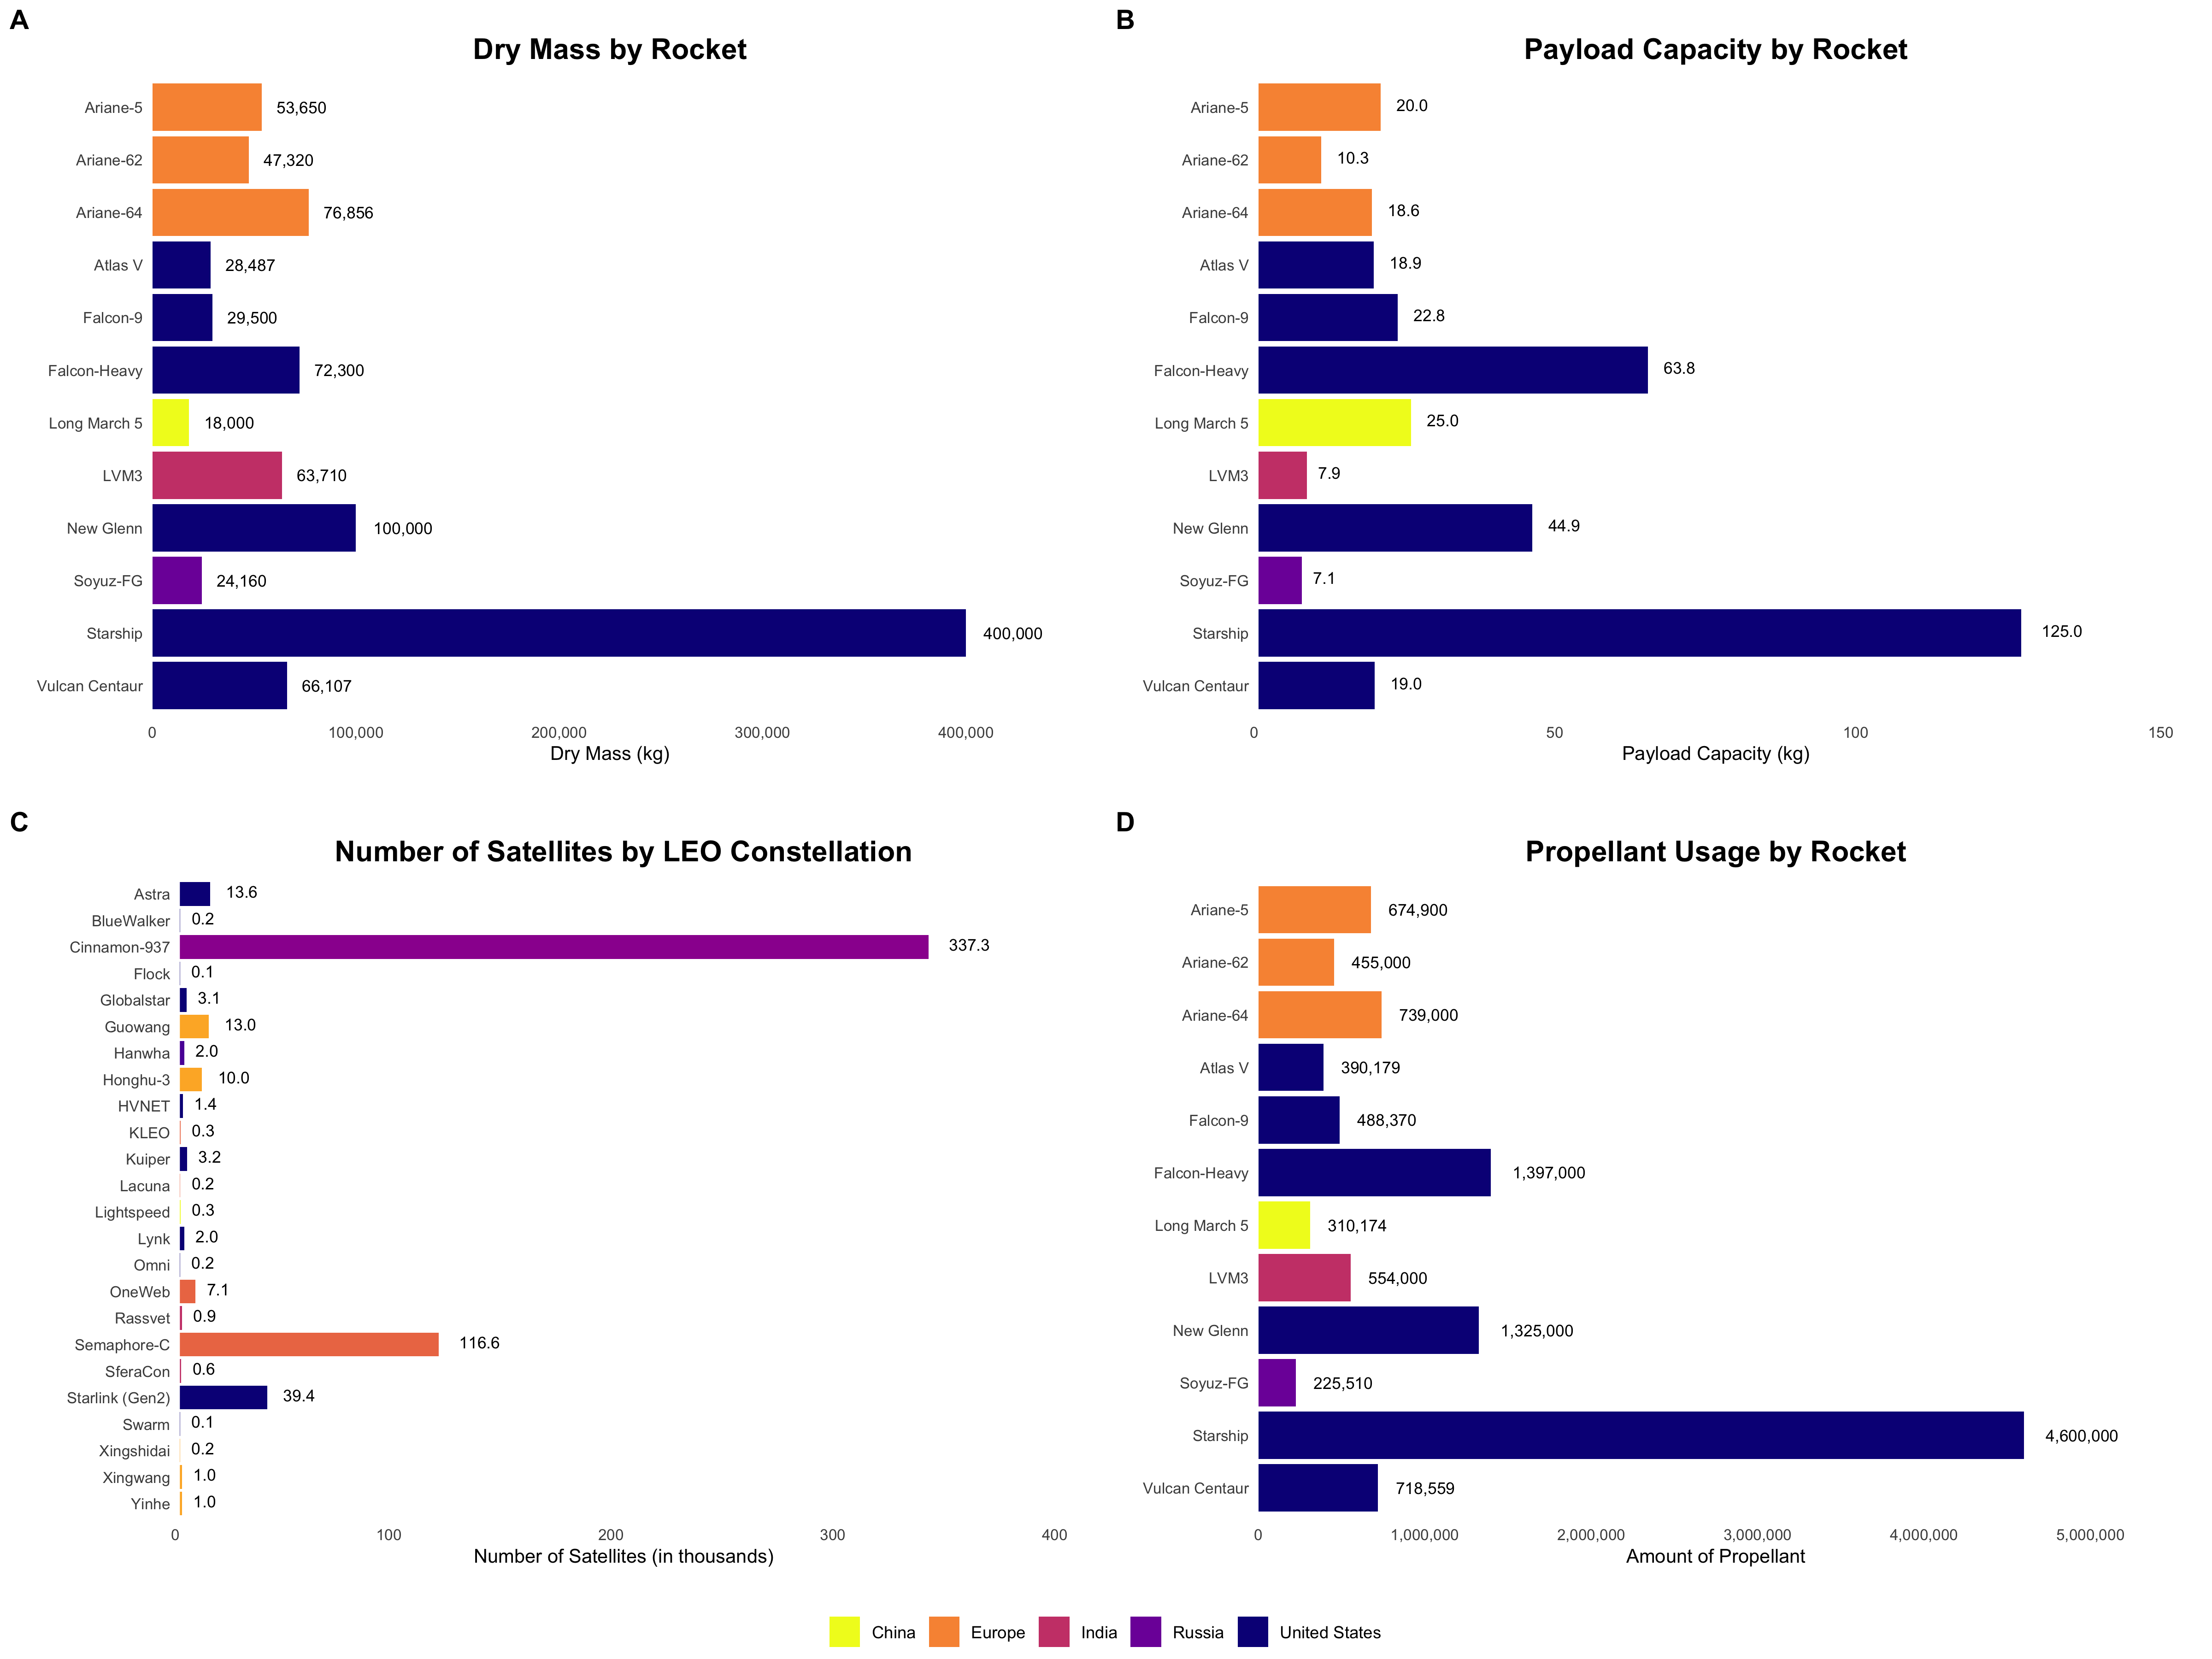 A
Dry Mass by Rocket
Ariane-5 53,650
Ariane-62 47,320
Ariane-64 76,856
Atlas V 28,487
Falcon-9 29,500
Falcon-Heavy 72,300
Long March 5 18,000
LVM3 63,710
New Glenn 100,000
Soyuz-FG 24,160
Starship 400,000
Vulcan Centaur 66,107
0 100,000 200,000 300,000 400,000
Dry Mass (kg)
B
Payload Capacity by Rocket
Ariane-5 20.0
Ariane-62 10.3
Ariane-64 18.6
Atlas V 18.9
Falcon-9 22.8
Falcon-Heavy 63.8
Long March 5 25.0
LVM3 7.9
New Glenn 44.9
Soyuz-FG 7.1
Starship 125.0
Vulcan Centaur 19.0
0 50 100 150
Payload Capacity (kg)
C
Number of Satellites by LEO Constellation
Astra 13.6
BlueWalker 0.2
Cinnamon-937 337.3
Flock 0.1
Globalstar 3.1
Guowang 13.0
Hanwha 2.0
Honghu-3 10.0
HVNET 1.4
KLEO 0.3
Kuiper 3.2
Lacuna 0.2
Lightspeed 0.3
Lynk 2.0
Omni 0.2
OneWeb 7.1
Rassvet 0.9
Semaphore-C 116.6
SferaCon 0.6
Starlink (Gen2) 39.4
Swarm 0.1
Xingshidai 0.2
Xingwang 1.0
Yinhe 1.0
0 100 200 300 400
Number of Satellites (in thousands)
D
Propellant Usage by Rocket
Ariane-5 674,900
Ariane-62 455,000
Ariane-64 739,000
Atlas V 390,179
Falcon-9 488,370
Falcon-Heavy 1,397,000
Long March 5 310,174
LVM3 554,000
New Glenn 1,325,000
Soyuz-FG 225,510
Starship 4,600,000
Vulcan Centaur 718,559
0 1,000,000 2,000,000 3,000,000 4,000,000 5,000,000
Amount of Propellant
China Europe India Russia United States